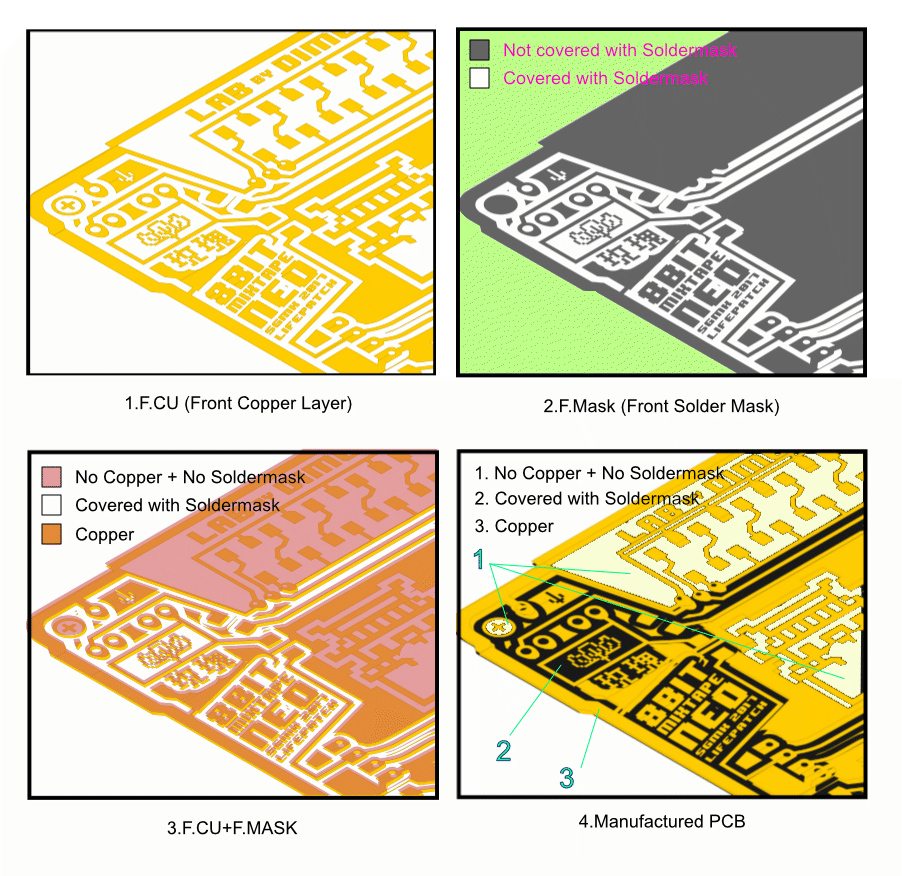 LAB BY DIM
8BIT
MIXTAPE
NEO
SGMK 2017
LIFEPATCH
1.F.CU (Front Copper Layer)
Not covered with Soldermask
Covered with Soldermask
8BIT
MIXTAPE
NEO
SGMK 2017
LIFEPATCH
2.F.Mask (Front Solder Mask)
No Copper + No Soldermask
Covered with Soldermask
Copper
LAB BY DIM
8BIT
MIXTAPE
NEO
SGMK 2017
LIFEPATCH
3.F.CU+F.MASK
1. No Copper + No Soldermask
2. Covered with Soldermask
3. Copper
LAB BY DIM
1
8BIT
MIXTAPE
NEO
SGMK 2017
LIFEPATCH
2
3
4.Manufactured PCB